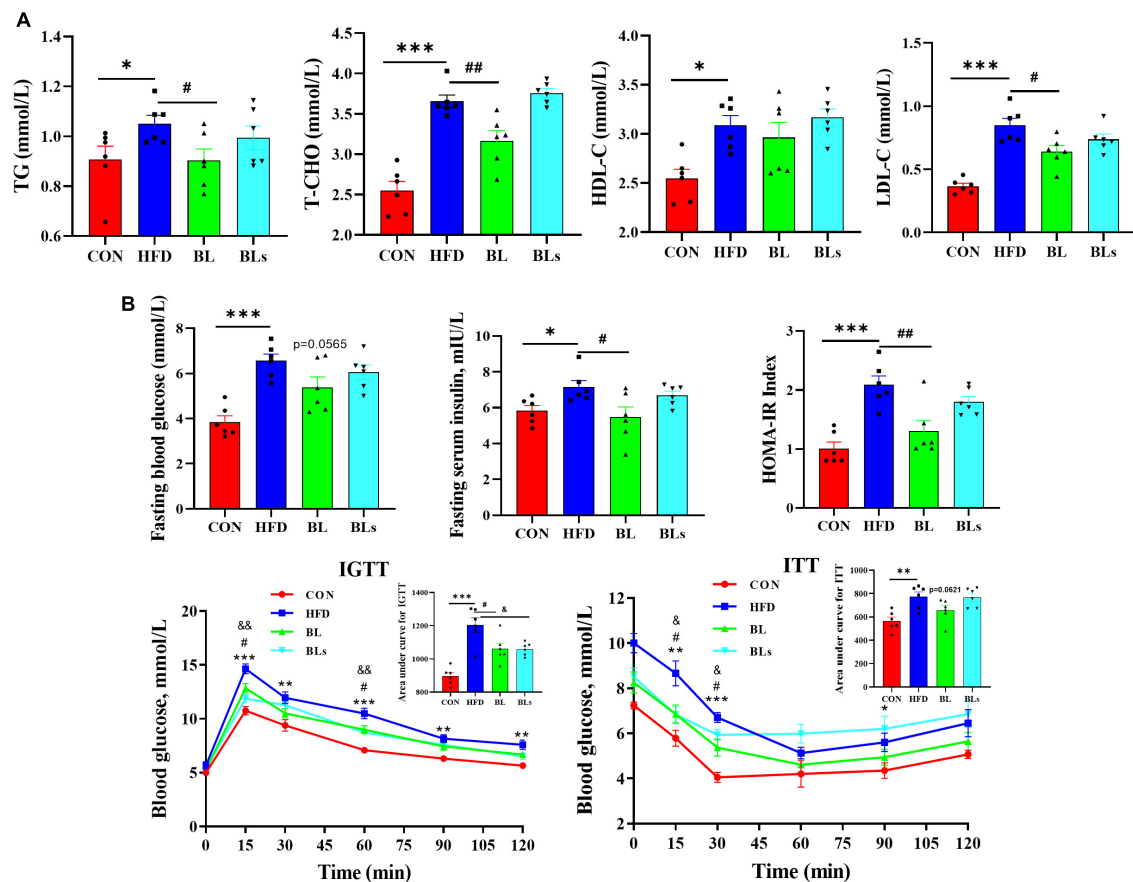 A
TG (mmol/L)
1.4
1.2
1.0
0.8
0.6
*
#
CON HFD BL BLs
T-CHO (mmol/L)
4.5
4.0
3.5
3.0
2.5
2.0
***
##
CON HFD BL BLs
HDL-C (mmol/L)
4.0
3.5
3.0
2.5
2.0
*
CON HFD BL BLs
LDL-C (mmol/L)
1.5
1.0
0.5
0.0
***
#
CON HFD BL BLs
B
Fasting blood glucose (mmol/L)
8
6
4
2
0
***
p=0.0565
CON HFD BL BLs
Fasting serum insulin, mIU/L
10
8
6
4
2
0
*
#
CON HFD BL BLs
HOMA-IR Index
3
2
1
0
***
##
CON HFD BL BLs
IGTT
Blood glucose, mmol/L
20
15
10
5
0
CON
HFD
BL
BLs
&&
#
***
**
&&
#
***
**
**
0 15 30 45 60 75 90 105 120
Time (min)
Area under curve for IGTT
1400
1200
1000
800
***
#
&
CON HFD BL BLs
ITT
Blood glucose, mmol/L
12
10
8
6
4
2
CON
HFD
BL
BLs
&
#
**
&
#
***
&
*
0 15 30 45 60 75 90 105 120
Time (min)
Area under curve for ITT
1000
800
600
400
200
0
**
p=0.0621
CON HFD BL BLs